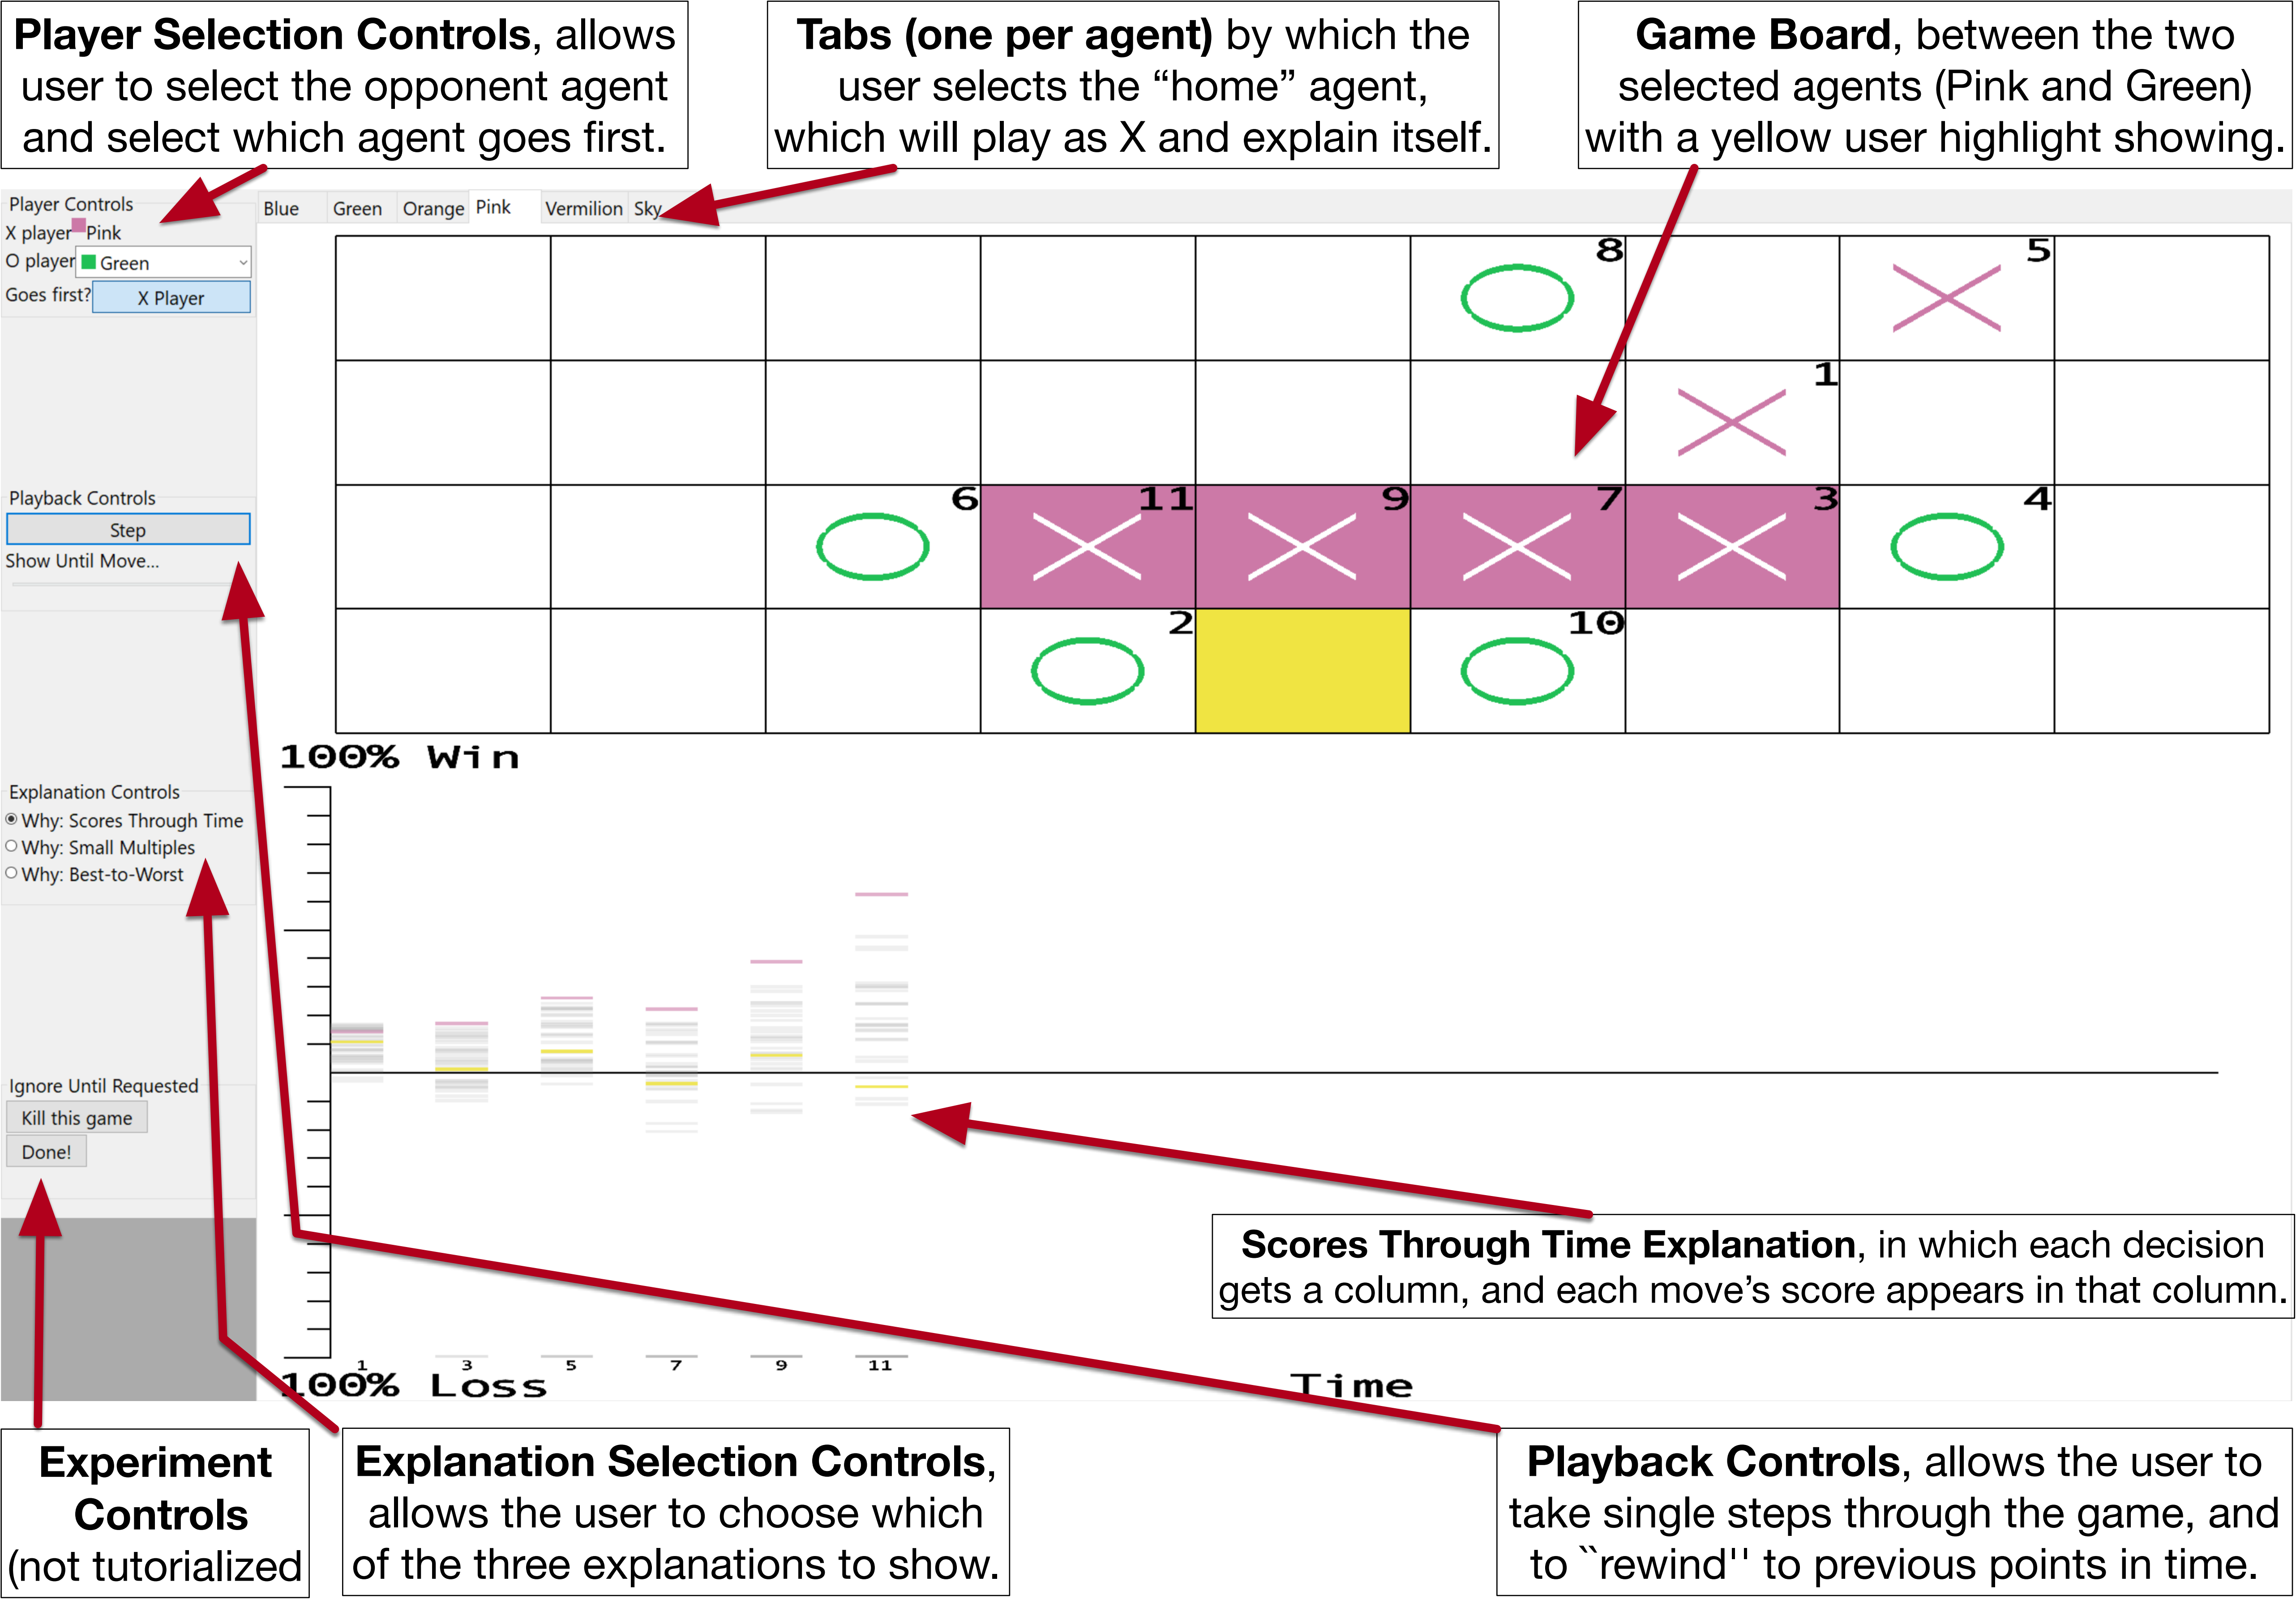 Player Selection Controls, allows
user to select the opponent agent
and select which agent goes first.
Tabs (one per agent) by which the
user selects the “home” agent,
which will play as X and explain itself.
Game Board, between the two
selected agents (Pink and Green)
with a yellow user highlight showing.
Player Controls
X player Pink
O player Green
Goes first? X Player
Blue Green Orange Pink Vermilion Sky
8 5
1
6 11 9 7 3 4
2 10
Playback Controls
Step
Show Until Move...
100% Win
Explanation Controls
Why: Scores Through Time
Why: Small Multiples
Why: Best-to-Worst
Ignore Until Requested
Kill this game
Done!
Scores Through Time Explanation, in which each decision
gets a column, and each move’s score appears in that column.
1 3 5 7 9 11
100% Loss Time
Experiment
Controls
(not tutorialized
Explanation Selection Controls,
allows the user to choose which
of the three explanations to show.
Playback Controls, allows the user to
take single steps through the game, and
to ``rewind'' to previous points in time.